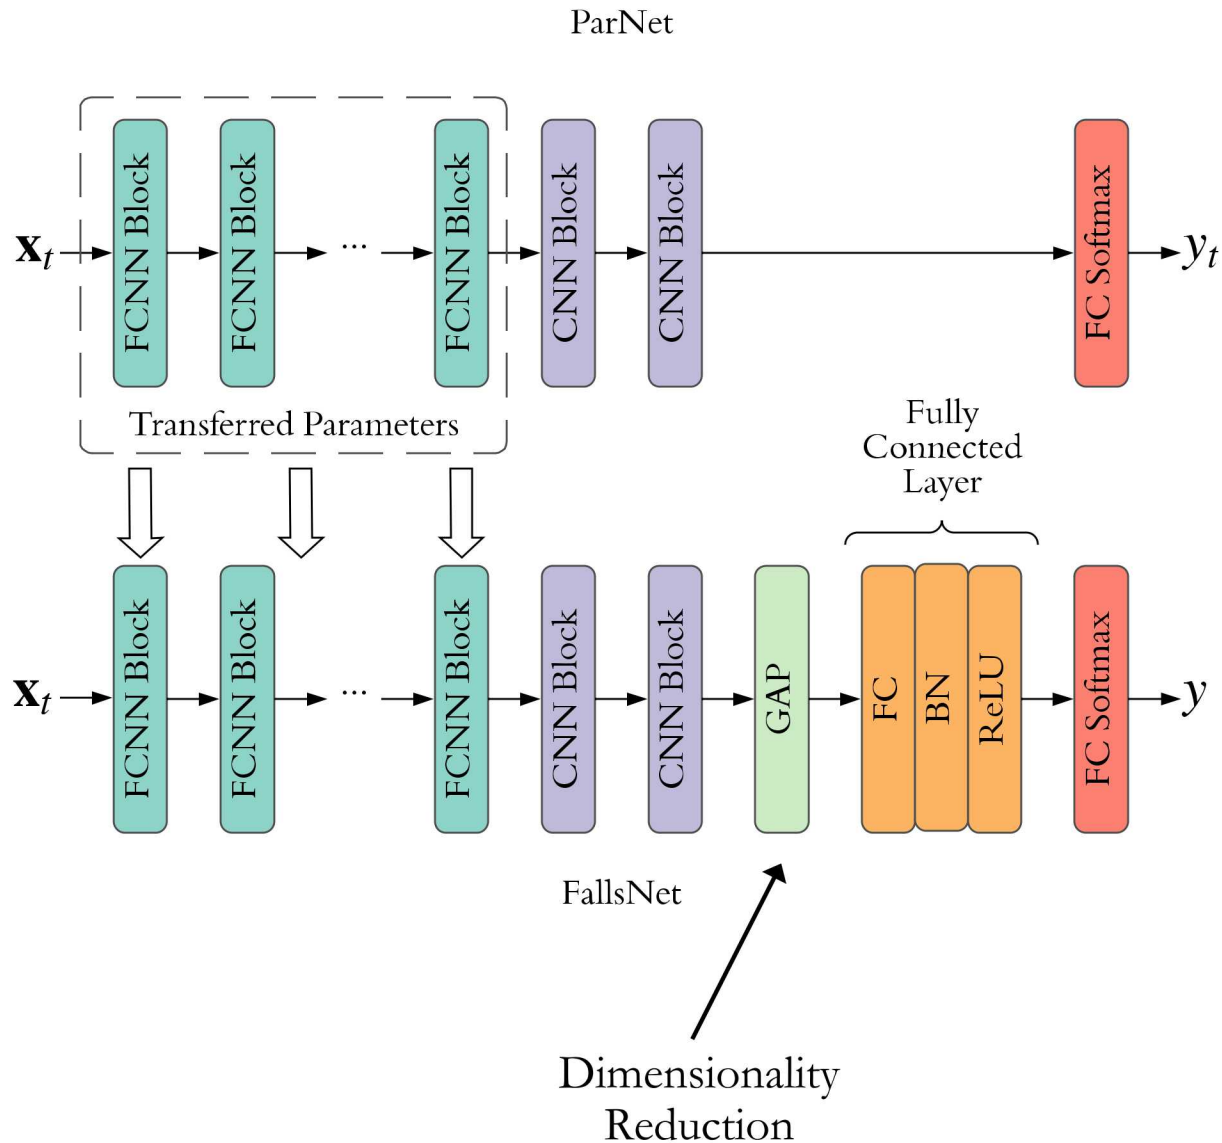 ParNet
x_t
FCNN Block
FCNN Block
...
FCNN Block
CNN Block
CNN Block
FC Softmax
y_t
Transferred Parameters
Fully
Connected
Layer
x_t
FCNN Block
FCNN Block
...
FCNN Block
CNN Block
CNN Block
GAP
FC
BN
ReLU
FC Softmax
y
FallsNet
Dimensionality
Reduction